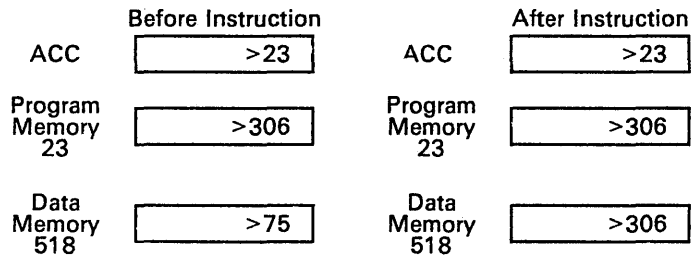 Before Instruction After Instruction
ACC >23 ACC >23
Program Program
Memory >306 Memory >306
23 23
Data Data
Memory >75 Memory >306
518 518